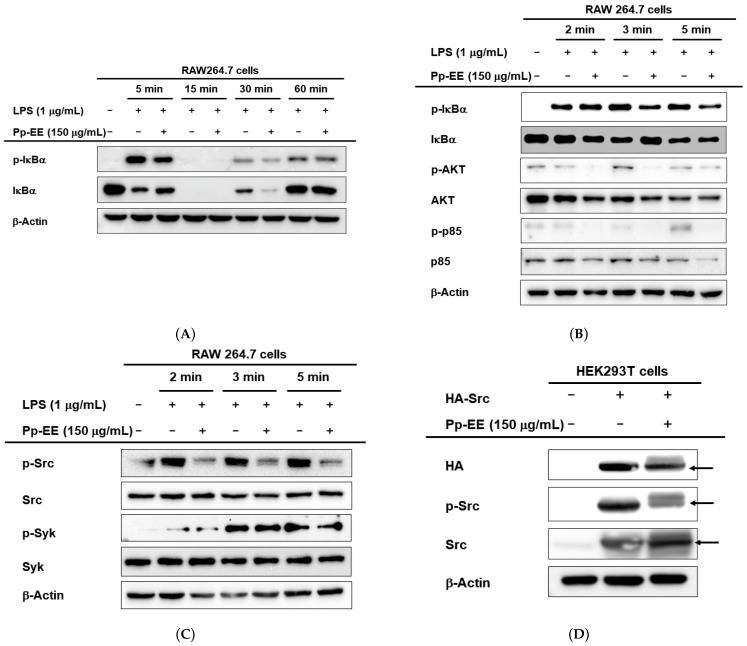 RAW264.7 cells
5 min 15 min 30 min 60 min
LPS (1 μg/mL) – + + + + + + + +
Pp-EE (150 μg/mL) – – + – + – + – +
p-IκBα
IκBα
β-Actin
(A)
RAW 264.7 cells
2 min 3 min 5 min
LPS (1 μg/mL) – + + + + + +
Pp-EE (150 μg/mL) – – + – + – +
p-IκBα
IκBα
p-AKT
AKT
p-p85
p85
β-Actin
(B)
RAW 264.7 cells
2 min 3 min 5 min
LPS (1 μg/mL) – + + + + + +
Pp-EE (150 μg/mL) – – + – + – +
p-Src
Src
p-Syk
Syk
β-Actin
(C)
HEK293T cells
HA-Src – + +
Pp-EE (150 μg/mL) – – +
HA
p-Src
Src
β-Actin
(D)